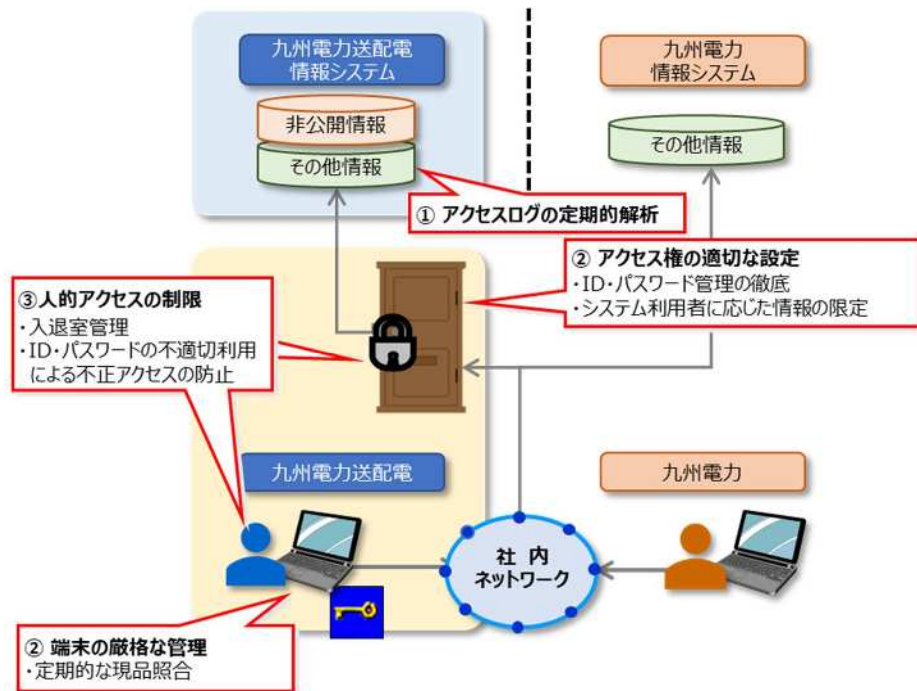 九州電力送配電
情報システム
九州電力
情報システム
非公開情報
その他情報
その他情報
① アクセスログの定期的解析
② アクセス権の適切な設定
・ID・パスワード管理の徹底
・システム利用者に応じた情報の限定
③人的アクセスの制限
・入退室管理
・ID・パスワードの不適切利用
による不正アクセスの防止
九州電力送配電
九州電力
社 内
ネットワーク
② 端末の厳格な管理
・定期的な現品照合